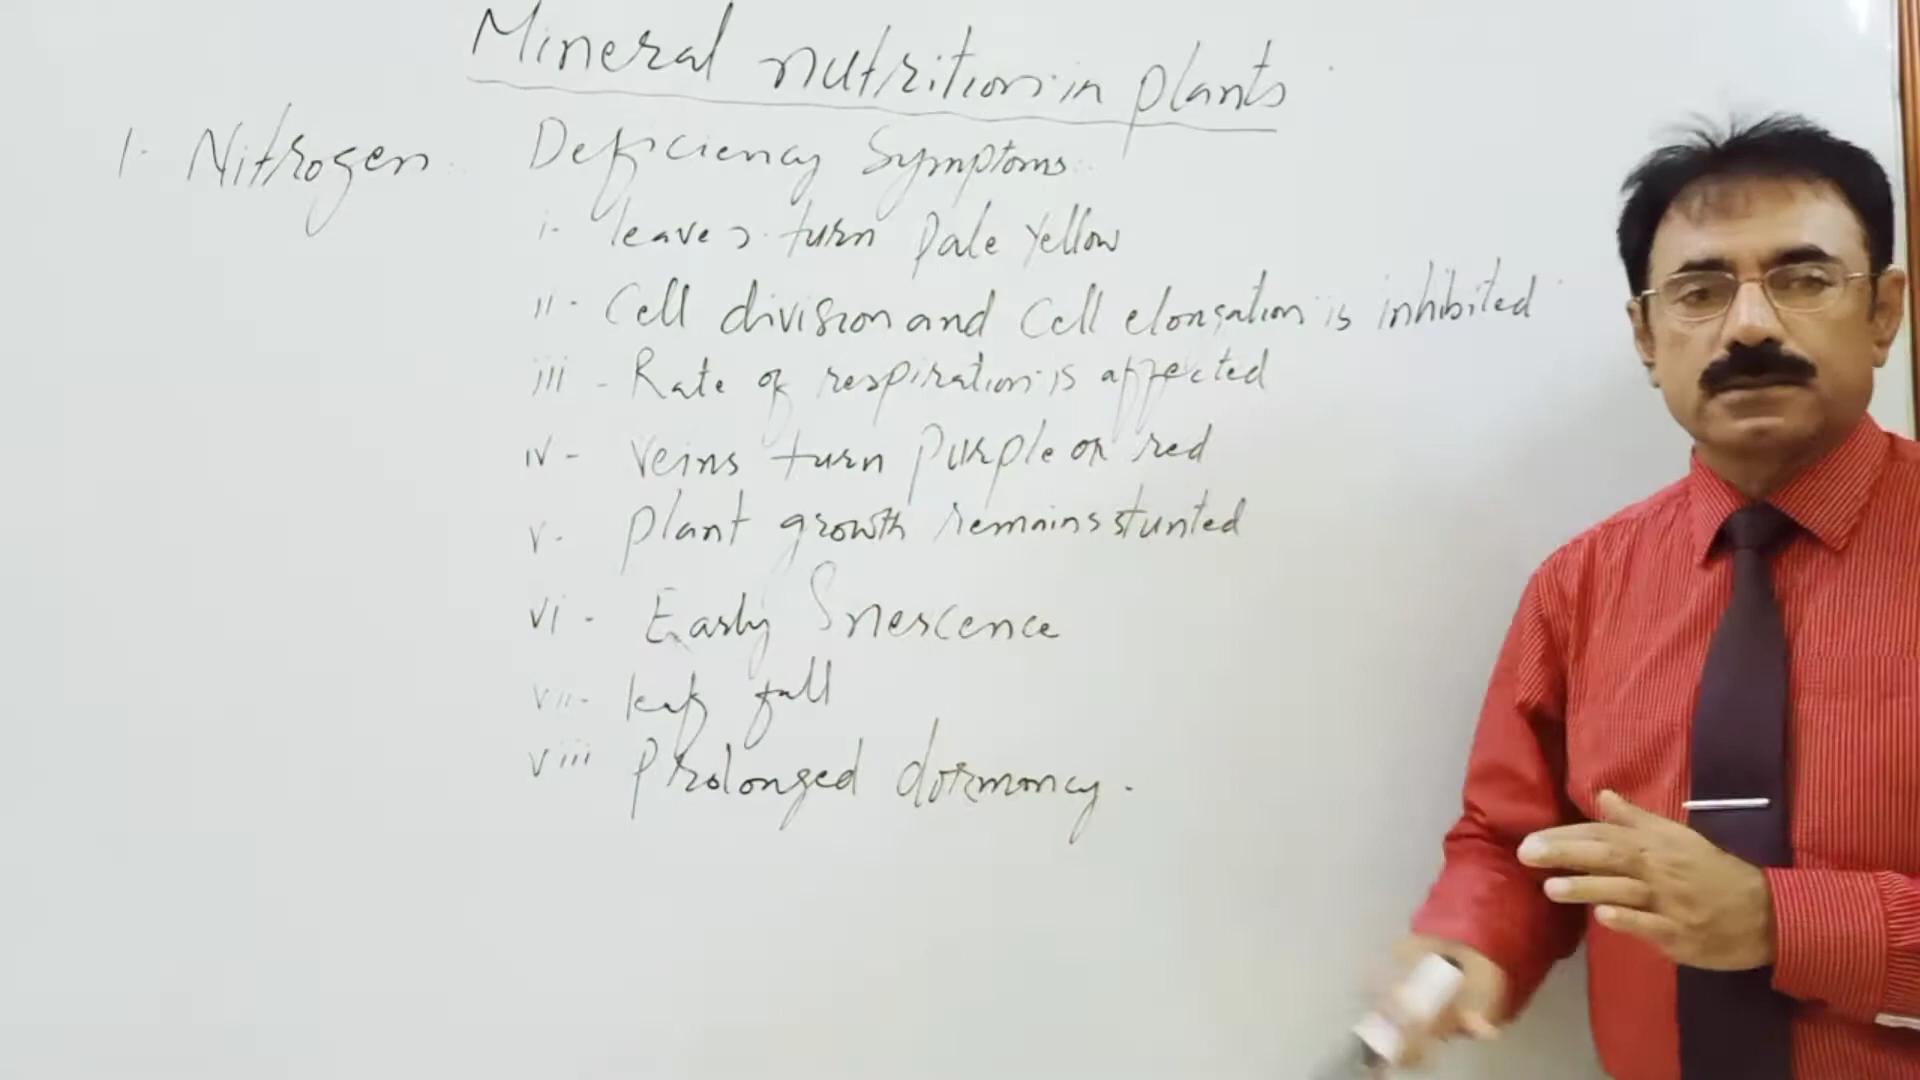 Mineral nutrition in plants
1. Nitrogen Deficiency Symptoms
i- leaves turn pale yellow
ii- Cell division and Cell elongation is inhibited
iii - Rate of respiration is affected
iv - veins turn purple or red
v- plant growth remains stunted
vi - Early Snescence
vii- leaf fall
viii prolonged dormancy.